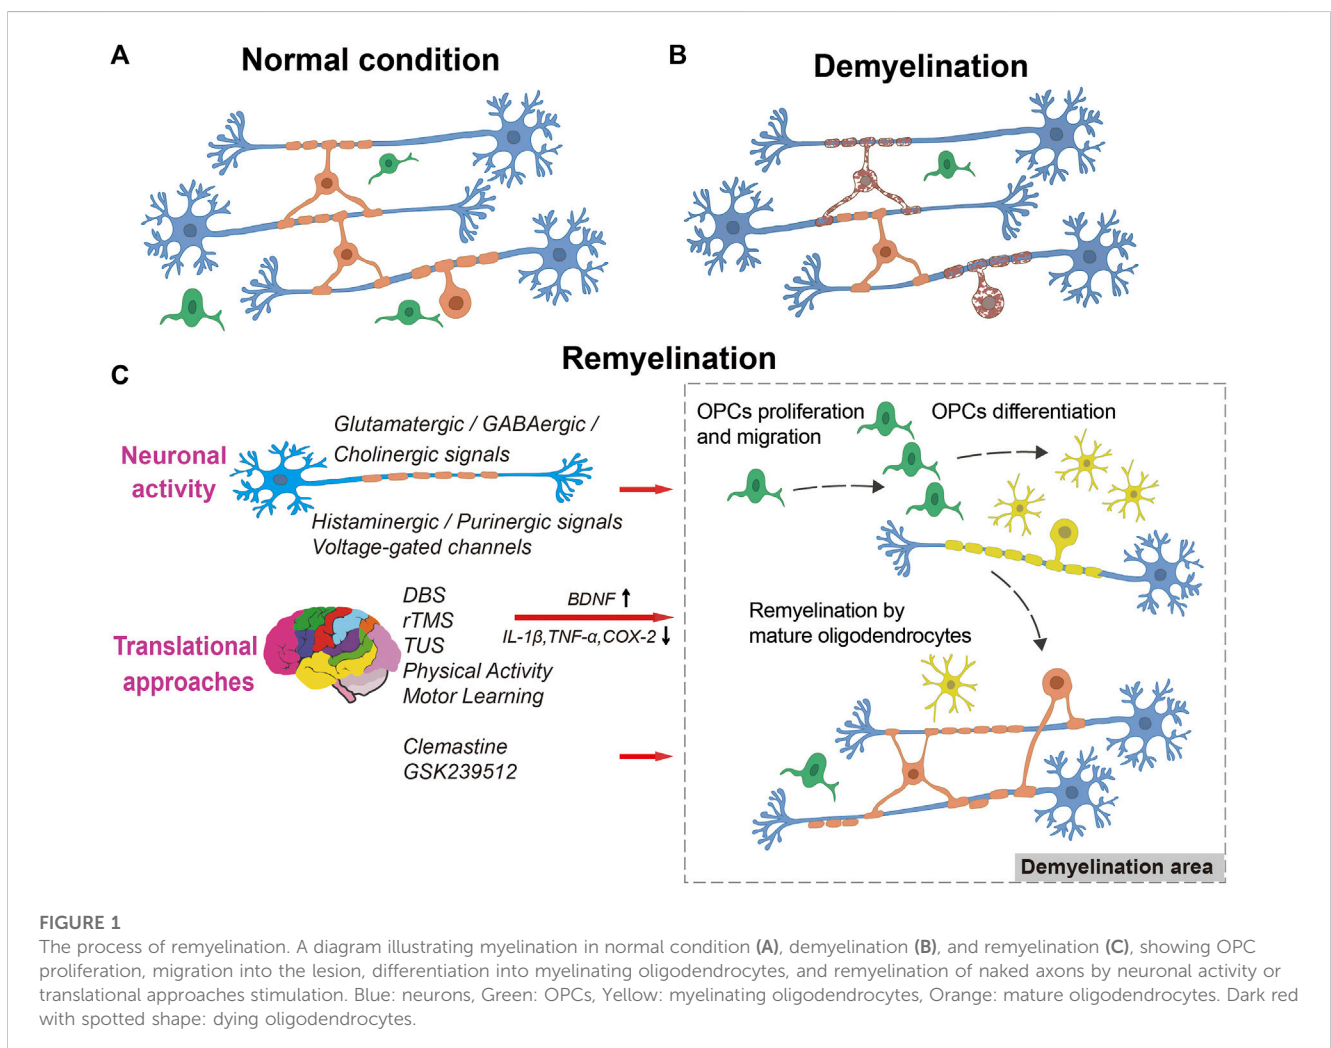 A
Normal condition
B
Demyelination
Remyelination
C
Neuronal
activity
Glutamatergic / GABAergic /
Cholinergic signals
Histaminergic / Purinergic signals
Voltage-gated channels
Translational
approaches
DBS
rTMS
TUS
Physical Activity
Motor Learning
BDNF ↑
IL-1β,TNF-α,COX-2 ↓
Clemastine
GSK239512
OPCs proliferation
and migration
OPCs differentiation
Remyelination by
mature oligodendrocytes
Demyelination area
FIGURE 1
The process of remyelination. A diagram illustrating myelination in normal condition (A), demyelination (B), and remyelination (C), showing OPC
proliferation, migration into the lesion, differentiation into myelinating oligodendrocytes, and remyelination of naked axons by neuronal activity or
translational approaches stimulation. Blue: neurons, Green: OPCs, Yellow: myelinating oligodendrocytes, Orange: mature oligodendrocytes. Dark red
with spotted shape: dying oligodendrocytes.